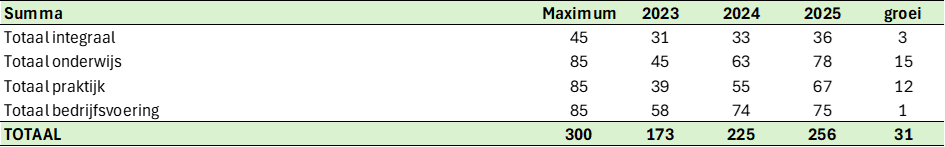 Summa Maximum 2023 2024 2025 groei
Totaal integraal 45 31 33 36 3
Totaal onderwijs 85 45 63 78 15
Totaal praktijk 85 39 55 67 12
Totaal bedrijfsvoering 85 58 74 75 1
TOTAAL 300 173 225 256 31